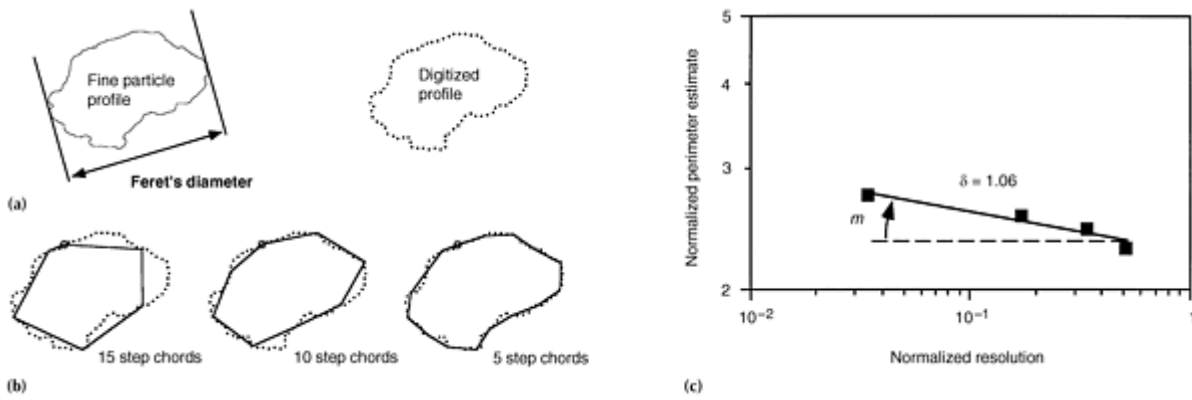 Fine particle
profile
Feret's diameter
(a)
Digitized
profile
15 step chords
10 step chords
5 step chords
(b)
Normalized perimeter estimate
5
4
3
2
δ = 1.06
m
10⁻²
10⁻¹
1
Normalized resolution
(c)